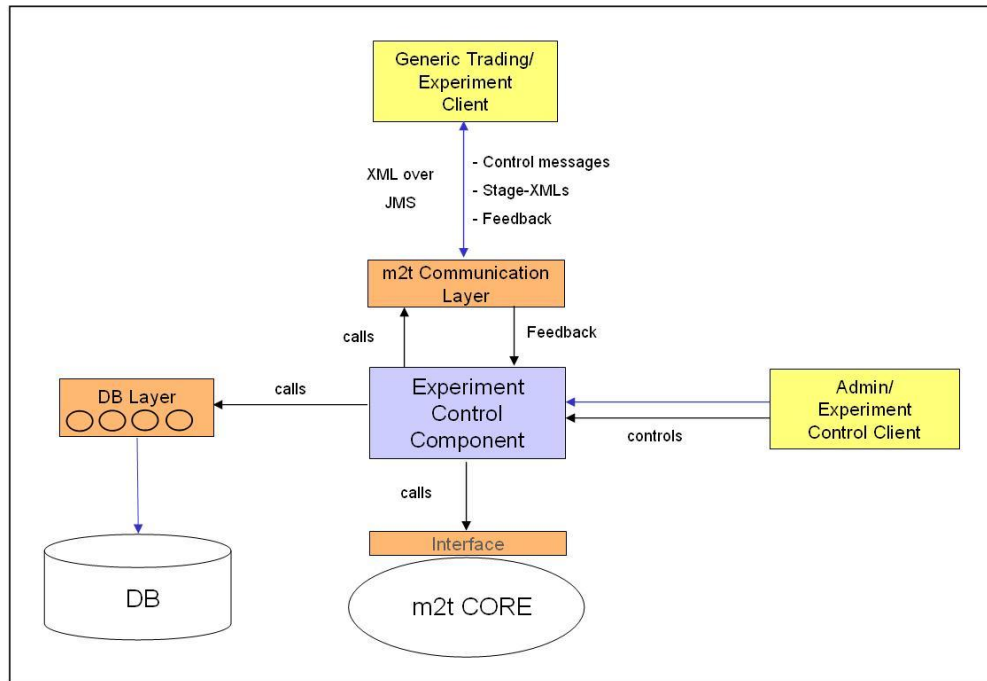 Generic Trading/
Experiment
Client
XML over
JMS
- Control messages
- Stage-XMLs
- Feedback
m2t Communication
Layer
calls
Feedback
DB Layer
calls
Experiment
Control
Component
controls
Admin/
Experiment
Control Client
calls
Interface
DB
m2t CORE